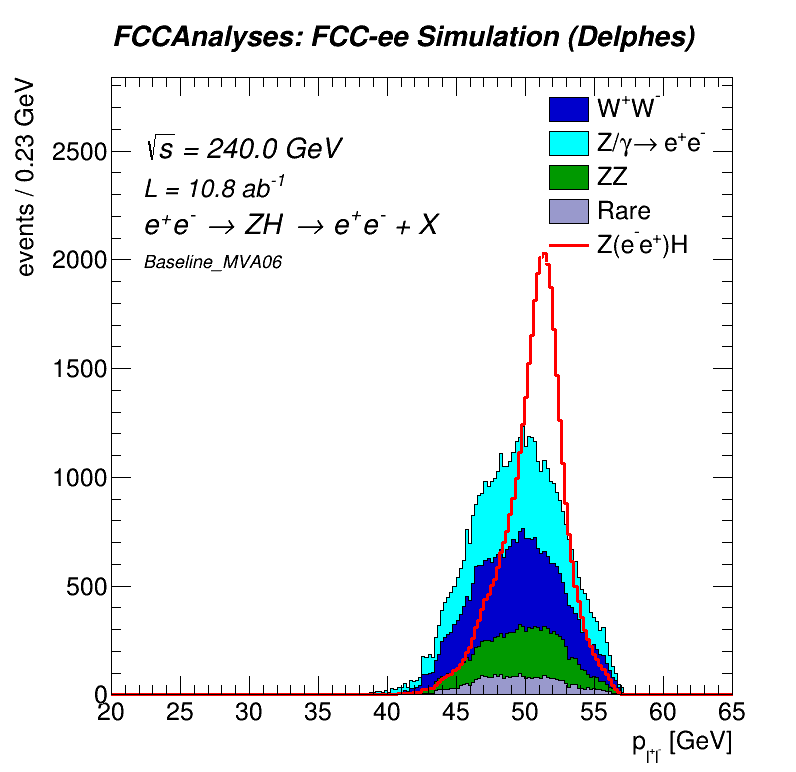 FCCAnalyses: FCC-ee Simulation (Delphes)
events / 0.23 GeV
√s = 240.0 GeV
L = 10.8 ab⁻¹
e⁺e⁻ → ZH → e⁺e⁻ + X
Baseline_MVA06
W⁺W⁻
Z/γ→ e⁺e⁻
ZZ
Rare
Z(e⁻e⁺)H
2500
2000
1500
1000
500
0
20 25 30 35 40 45 50 55 60 65
p_l⁺l⁻ [GeV]